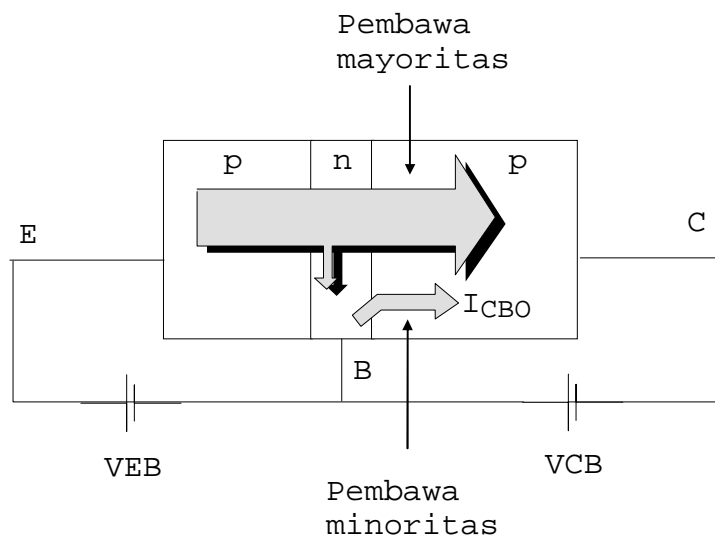 Pembawa
mayoritas
p
n
p
E
C
ICBO
B
VEB
VCB
Pembawa
minoritas